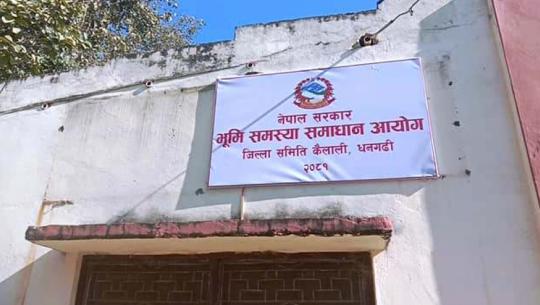 नेपाल सरकार
भूमि समस्या समाधान आयोग
जिल्ला समिति कैलाली, धनगढी
२०८१